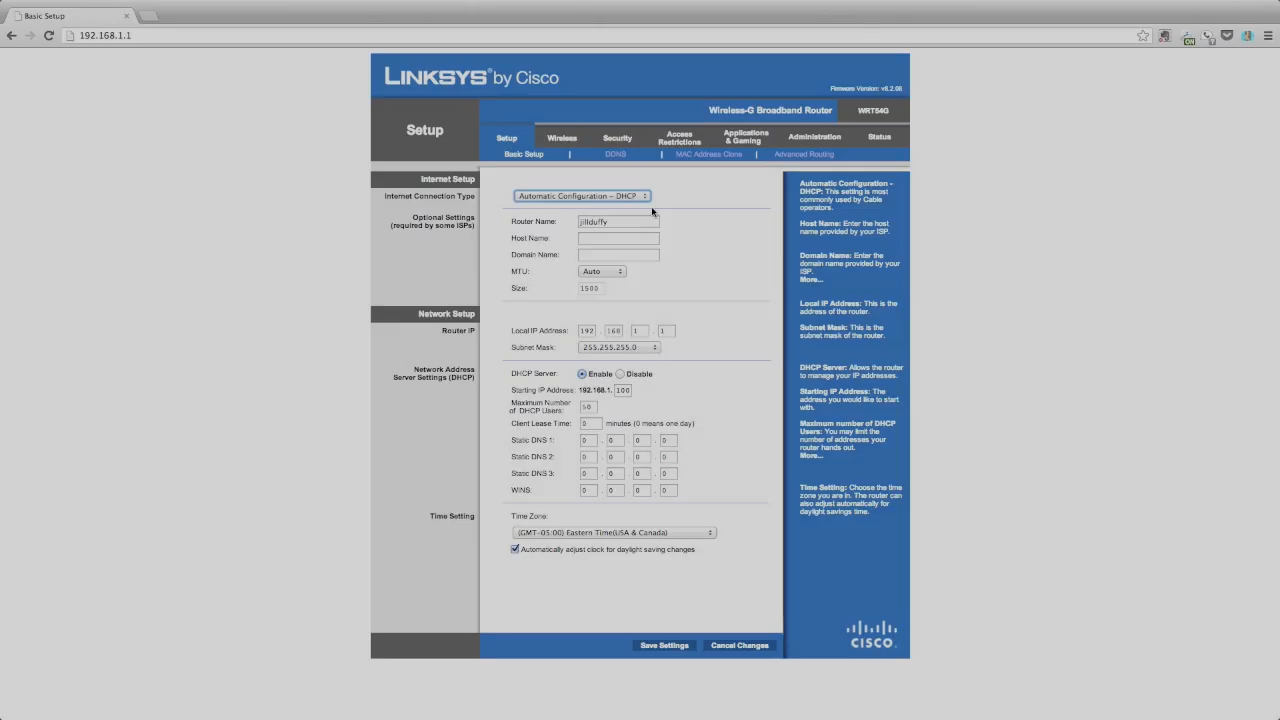 Basic Setup
192.168.1.1
LINKSYS® by Cisco
Firmware Version: v8.2.08
Wireless-G Broadband Router
WRT54G
Setup
Setup
Wireless
Security
Access
Restrictions
Applications
& Gaming
Administration
Status
Basic Setup
|
DDNS
|
MAC Address Clone
|
Advanced Routing
Internet Setup
Internet Connection Type
Automatic Configuration – DHCP
Optional Settings
(required by some ISPs)
Router Name: jillduffy
Host Name:
Domain Name:
MTU: Auto
Size: 1500
Network Setup
Router IP
Local IP Address: 192 . 168 . 1 . 1
Subnet Mask: 255.255.255.0
Network Address
Server Settings (DHCP)
DHCP Server: Enable Disable
Starting IP Address: 192.168.1. 100
Maximum Number
of DHCP Users: 50
Client Lease Time: 0 minutes (0 means one day)
Static DNS 1: 0 . 0 . 0 . 0
Static DNS 2: 0 . 0 . 0 . 0
Static DNS 3: 0 . 0 . 0 . 0
WINS: 0 . 0 . 0 . 0
Time Setting
Time Zone:
(GMT-05:00) Eastern Time(USA & Canada)
Automatically adjust clock for daylight saving changes
Automatic Configuration -
DHCP: This setting is most
commonly used by Cable
operators.
Host Name: Enter the host
name provided by your ISP.
Domain Name: Enter the
domain name provided by your
ISP.
More...
Local IP Address: This is the
address of the router.
Subnet Mask: This is the
subnet mask of the router.
DHCP Server: Allows the router
to manage your IP addresses.
Starting IP Address: The
address you would like to start
with.
Maximum number of DHCP
Users: You may limit the
number of addresses your
router hands out.
More...
Time Setting: Choose the time
zone you are in. The router can
also adjust automatically for
daylight savings time.
Save Settings
Cancel Changes
CISCO.